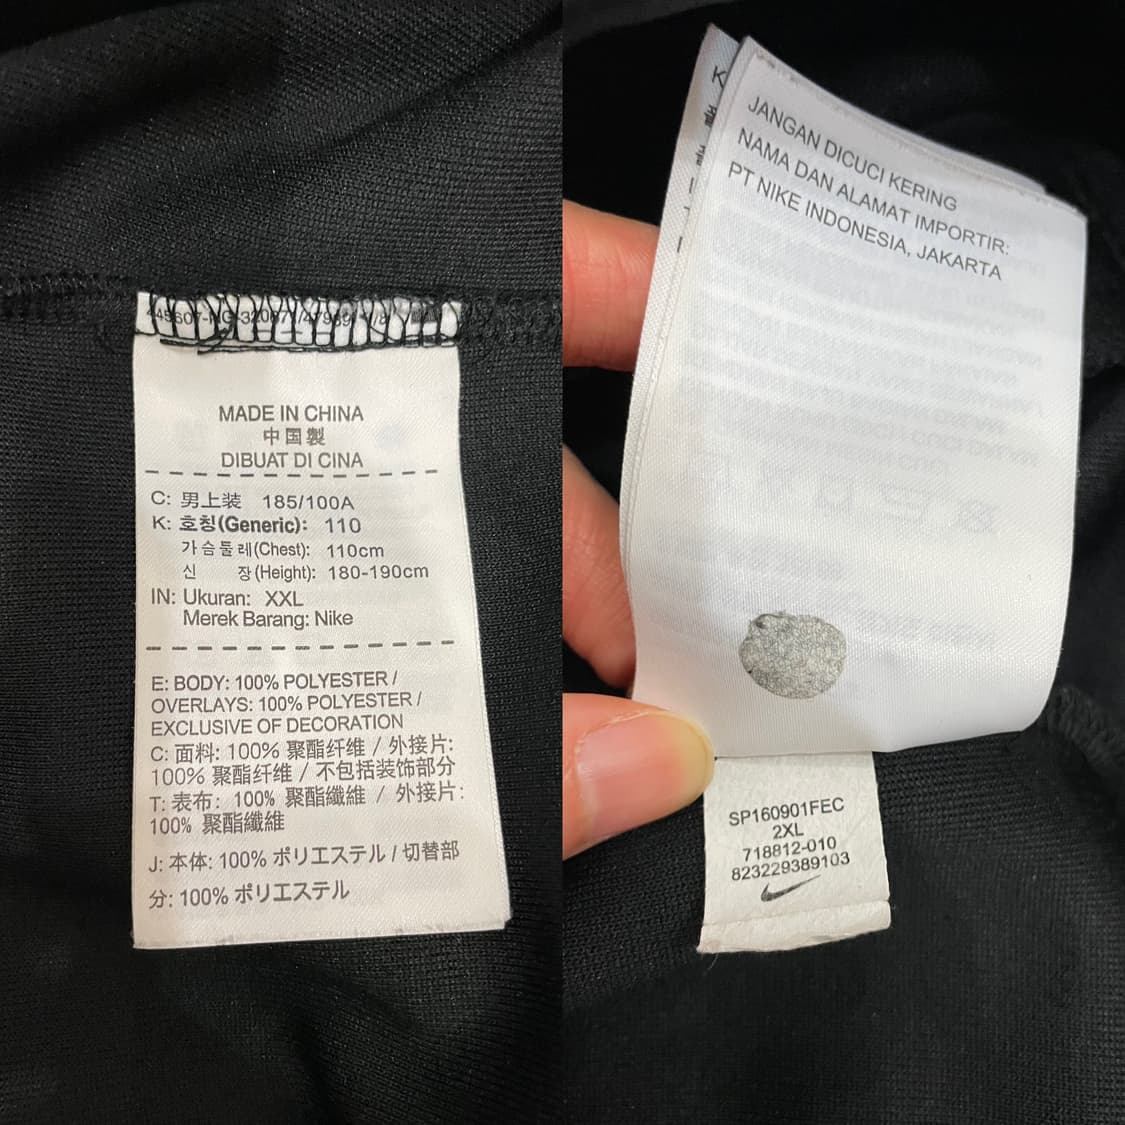 MADE IN CHINA
中国製
DIBUAT DI CINA
C: 男上装 185/100A
K: 호칭(Generic): 110
가슴둘레(Chest): 110cm
신 장(Height): 180-190cm
IN: Ukuran: XXL
Merek Barang: Nike
E: BODY: 100% POLYESTER /
OVERLAYS: 100% POLYESTER /
EXCLUSIVE OF DECORATION
C: 面料: 100% 聚酯纤维 / 外接片:
100% 聚酯纤维 / 不包括装饰部分
T: 表布: 100% 聚酯纖維 / 外接片:
100% 聚酯纖維
J: 本体: 100% ポリエステル / 切替部
分: 100% ポリエステル
JANGAN DICUCI KERING
NAMA DAN ALAMAT IMPORTIR:
PT NIKE INDONESIA, JAKARTA
SP160901FEC
2XL
718812-010
823229389103